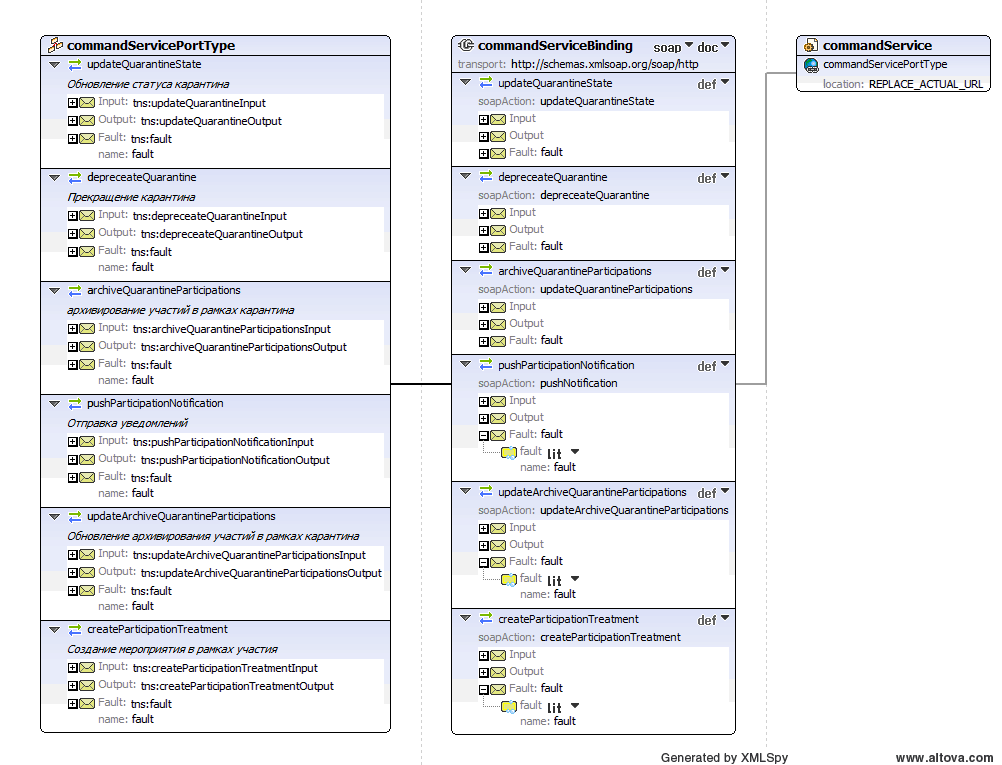 commandServicePortType
updateQuarantineState
Обновление статуса карантина
Input: tns:updateQuarantineInput
Output: tns:updateQuarantineOutput
Fault: tns:fault
name: fault
depreceateQuarantine
Прекращение карантина
Input: tns:depreceateQuarantineInput
Output: tns:depreceateQuarantineOutput
Fault: tns:fault
name: fault
archiveQuarantineParticipations
архивирование участий в рамках карантина
Input: tns:archiveQuarantineParticipationsInput
Output: tns:archiveQuarantineParticipationsOutput
Fault: tns:fault
name: fault
pushParticipationNotification
Отправка уведомлений
Input: tns:pushParticipationNotificationInput
Output: tns:pushParticipationNotificationOutput
Fault: tns:fault
name: fault
updateArchiveQuarantineParticipations
Обновление архивирования участий в рамках карантина
Input: tns:updateArchiveQuarantineParticipationsInput
Output: tns:updateArchiveQuarantineParticipationsOutput
Fault: tns:fault
name: fault
createParticipationTreatment
Создание мероприятия в рамках участия
Input: tns:createParticipationTreatmentInput
Output: tns:createParticipationTreatmentOutput
Fault: tns:fault
name: fault
commandServiceBinding soap doc
transport: http://schemas.xmlsoap.org/soap/http
updateQuarantineState def
soapAction: updateQuarantineState
Input
Output
Fault: fault
depreceateQuarantine def
soapAction: depreceateQuarantine
Input
Output
Fault: fault
archiveQuarantineParticipations def
soapAction: updateQuarantineParticipations
Input
Output
Fault: fault
pushParticipationNotification def
soapAction: pushNotification
Input
Output
Fault: fault
fault lit
name: fault
updateArchiveQuarantineParticipations def
soapAction: updateArchiveQuarantineParticipations
Input
Output
Fault: fault
fault lit
name: fault
createParticipationTreatment def
soapAction: createParticipationTreatment
Input
Output
Fault: fault
fault lit
name: fault
commandService
commandServicePortType
location: REPLACE_ACTUAL_URL
Generated by XMLSpy
www.altova.com